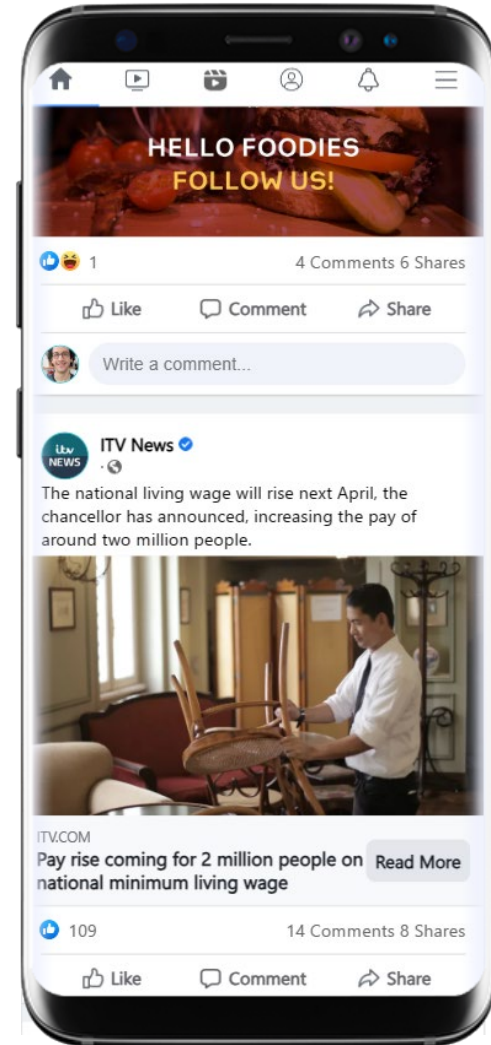 HELLO FOODIES
FOLLOW US!
1
4 Comments 6 Shares
Like
Comment
Share
Write a comment...
itv
NEWS
ITV News
The national living wage will rise next April, the
chancellor has announced, increasing the pay of
around two million people.
ITV.COM
Pay rise coming for 2 million people on
national minimum living wage
Read More
109
14 Comments 8 Shares
Like
Comment
Share